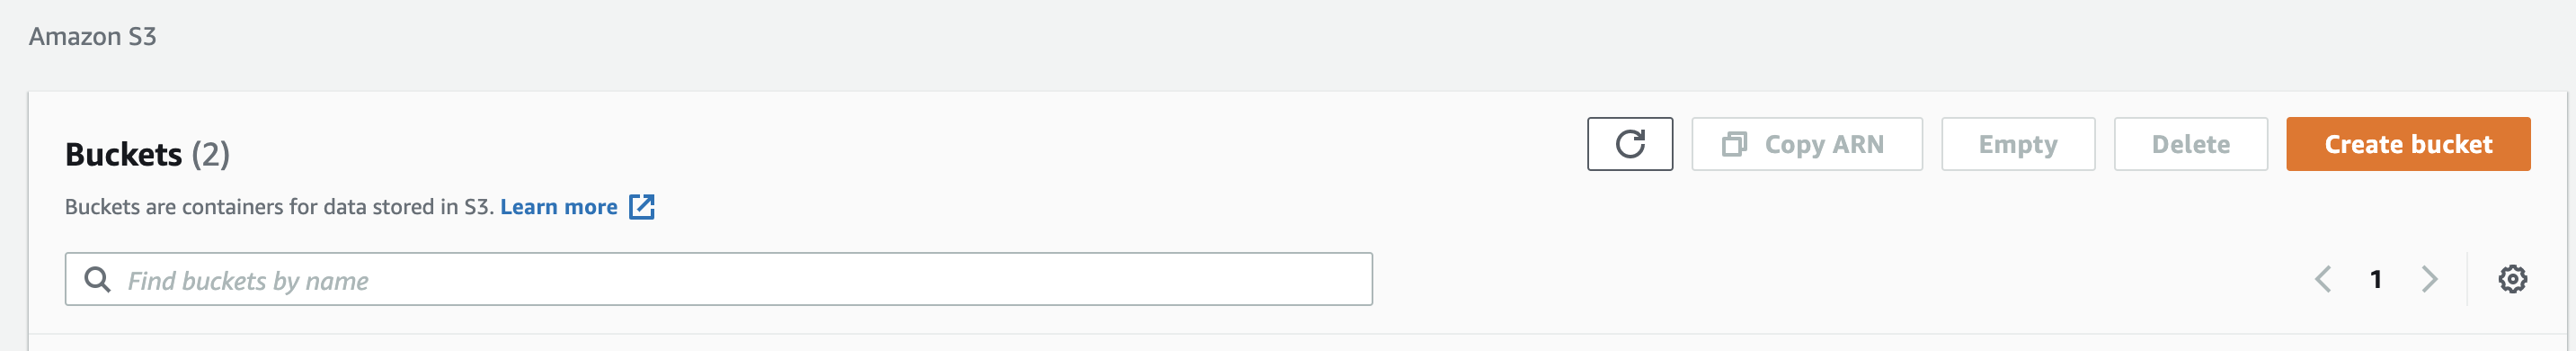 Amazon S3
Buckets (2)
Copy ARN
Empty
Delete
Create bucket
Buckets are containers for data stored in S3. Learn more
Find buckets by name
1